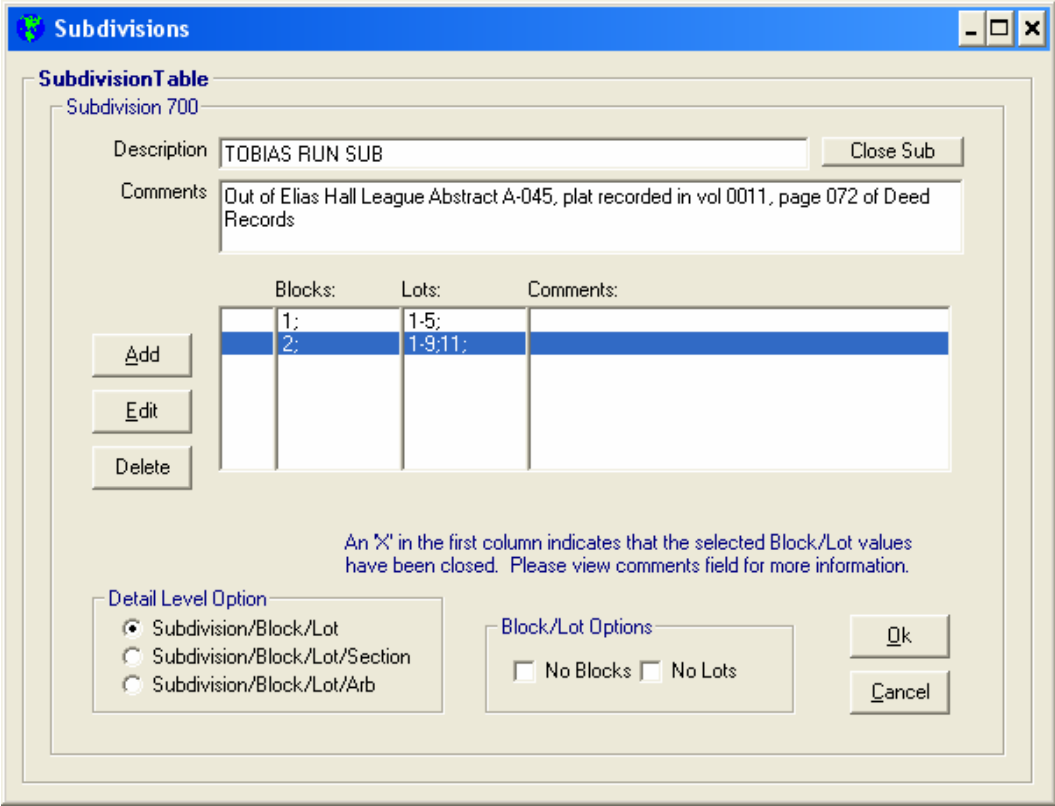 Subdivisions
SubdivisionTable
Subdivision 700
Description TOBIAS RUN SUB Close Sub
Comments Out of Elias Hall League Abstract A-045, plat recorded in vol 0011, page 072 of Deed
Records
Blocks: Lots: Comments:
1; 1-5;
2; 1-9;11;
Add
Edit
Delete
An 'X' in the first column indicates that the selected Block/Lot values
have been closed. Please view comments field for more information.
Detail Level Option
Subdivision/Block/Lot
Subdivision/Block/Lot/Section
Subdivision/Block/Lot/Arb
Block/Lot Options
No Blocks No Lots
Ok
Cancel